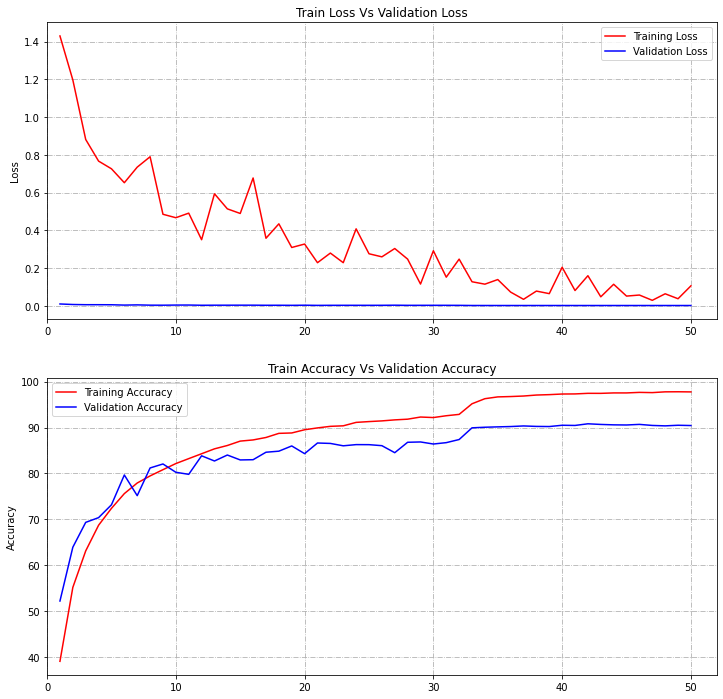 Train Loss Vs Validation Loss
Training Loss
Validation Loss
Loss
1.4
1.2
1.0
0.8
0.6
0.4
0.2
0.0
0 10 20 30 40 50
Train Accuracy Vs Validation Accuracy
Training Accuracy
Validation Accuracy
Accuracy
100
90
80
70
60
50
40
0 10 20 30 40 50